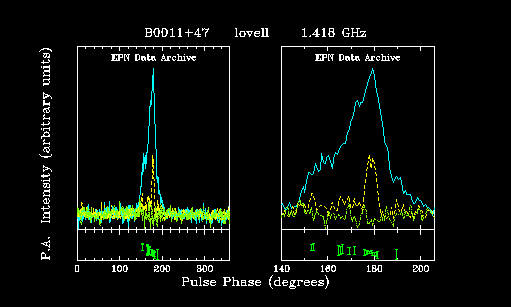 B0011+47 lovell 1.418 GHz
EPN Data Archive EPN Data Archive
P.A. Intensity (arbitrary units)
0 100 200 300 140 160 180 200
Pulse Phase (degrees)